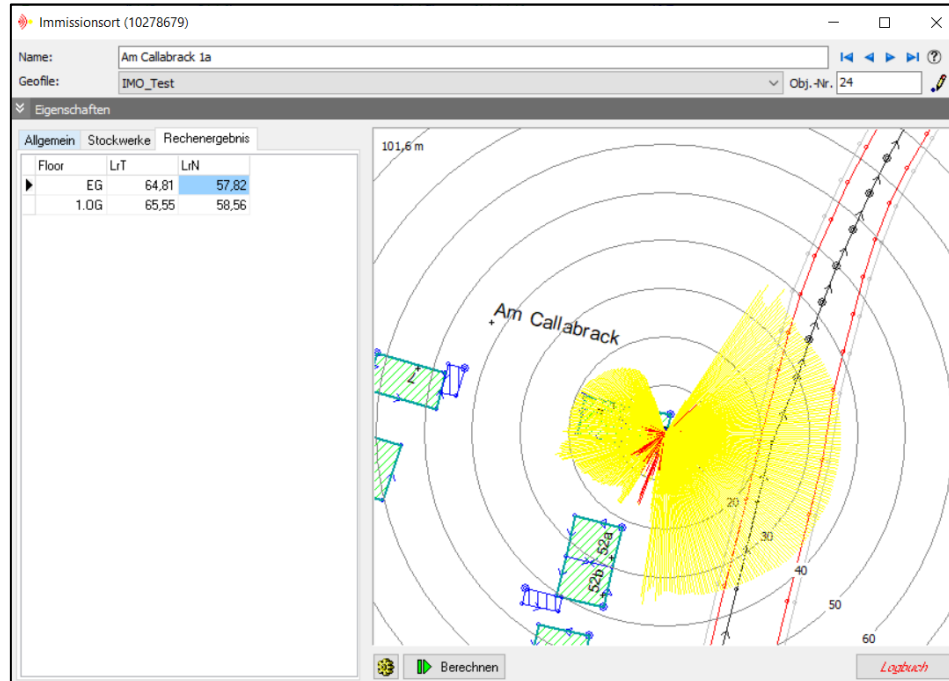 Immissionsort (10278679)
Name: Am Callabrack 1a
Geofile: IMO_Test Obj.-Nr. 24
Eigenschaften
Allgemein Stockwerke Rechenergebnis
Floor LrT LrN
EG 64,81 57,82
1.OG 65,55 58,56
101,6 m
Am Callabrack
7
52a
52b
20
30
40
50
60
Berechnen
Logbuch